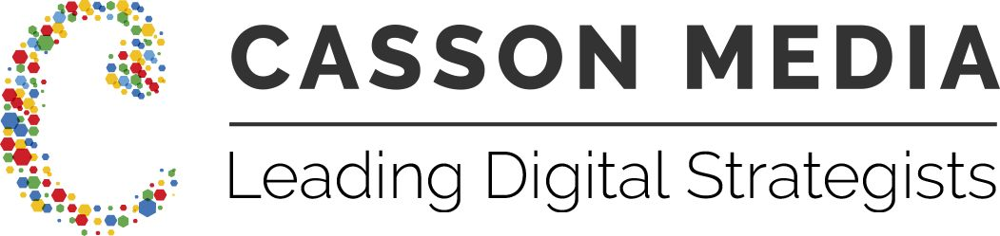 CASSON MEDIA
Leading Digital Strategists